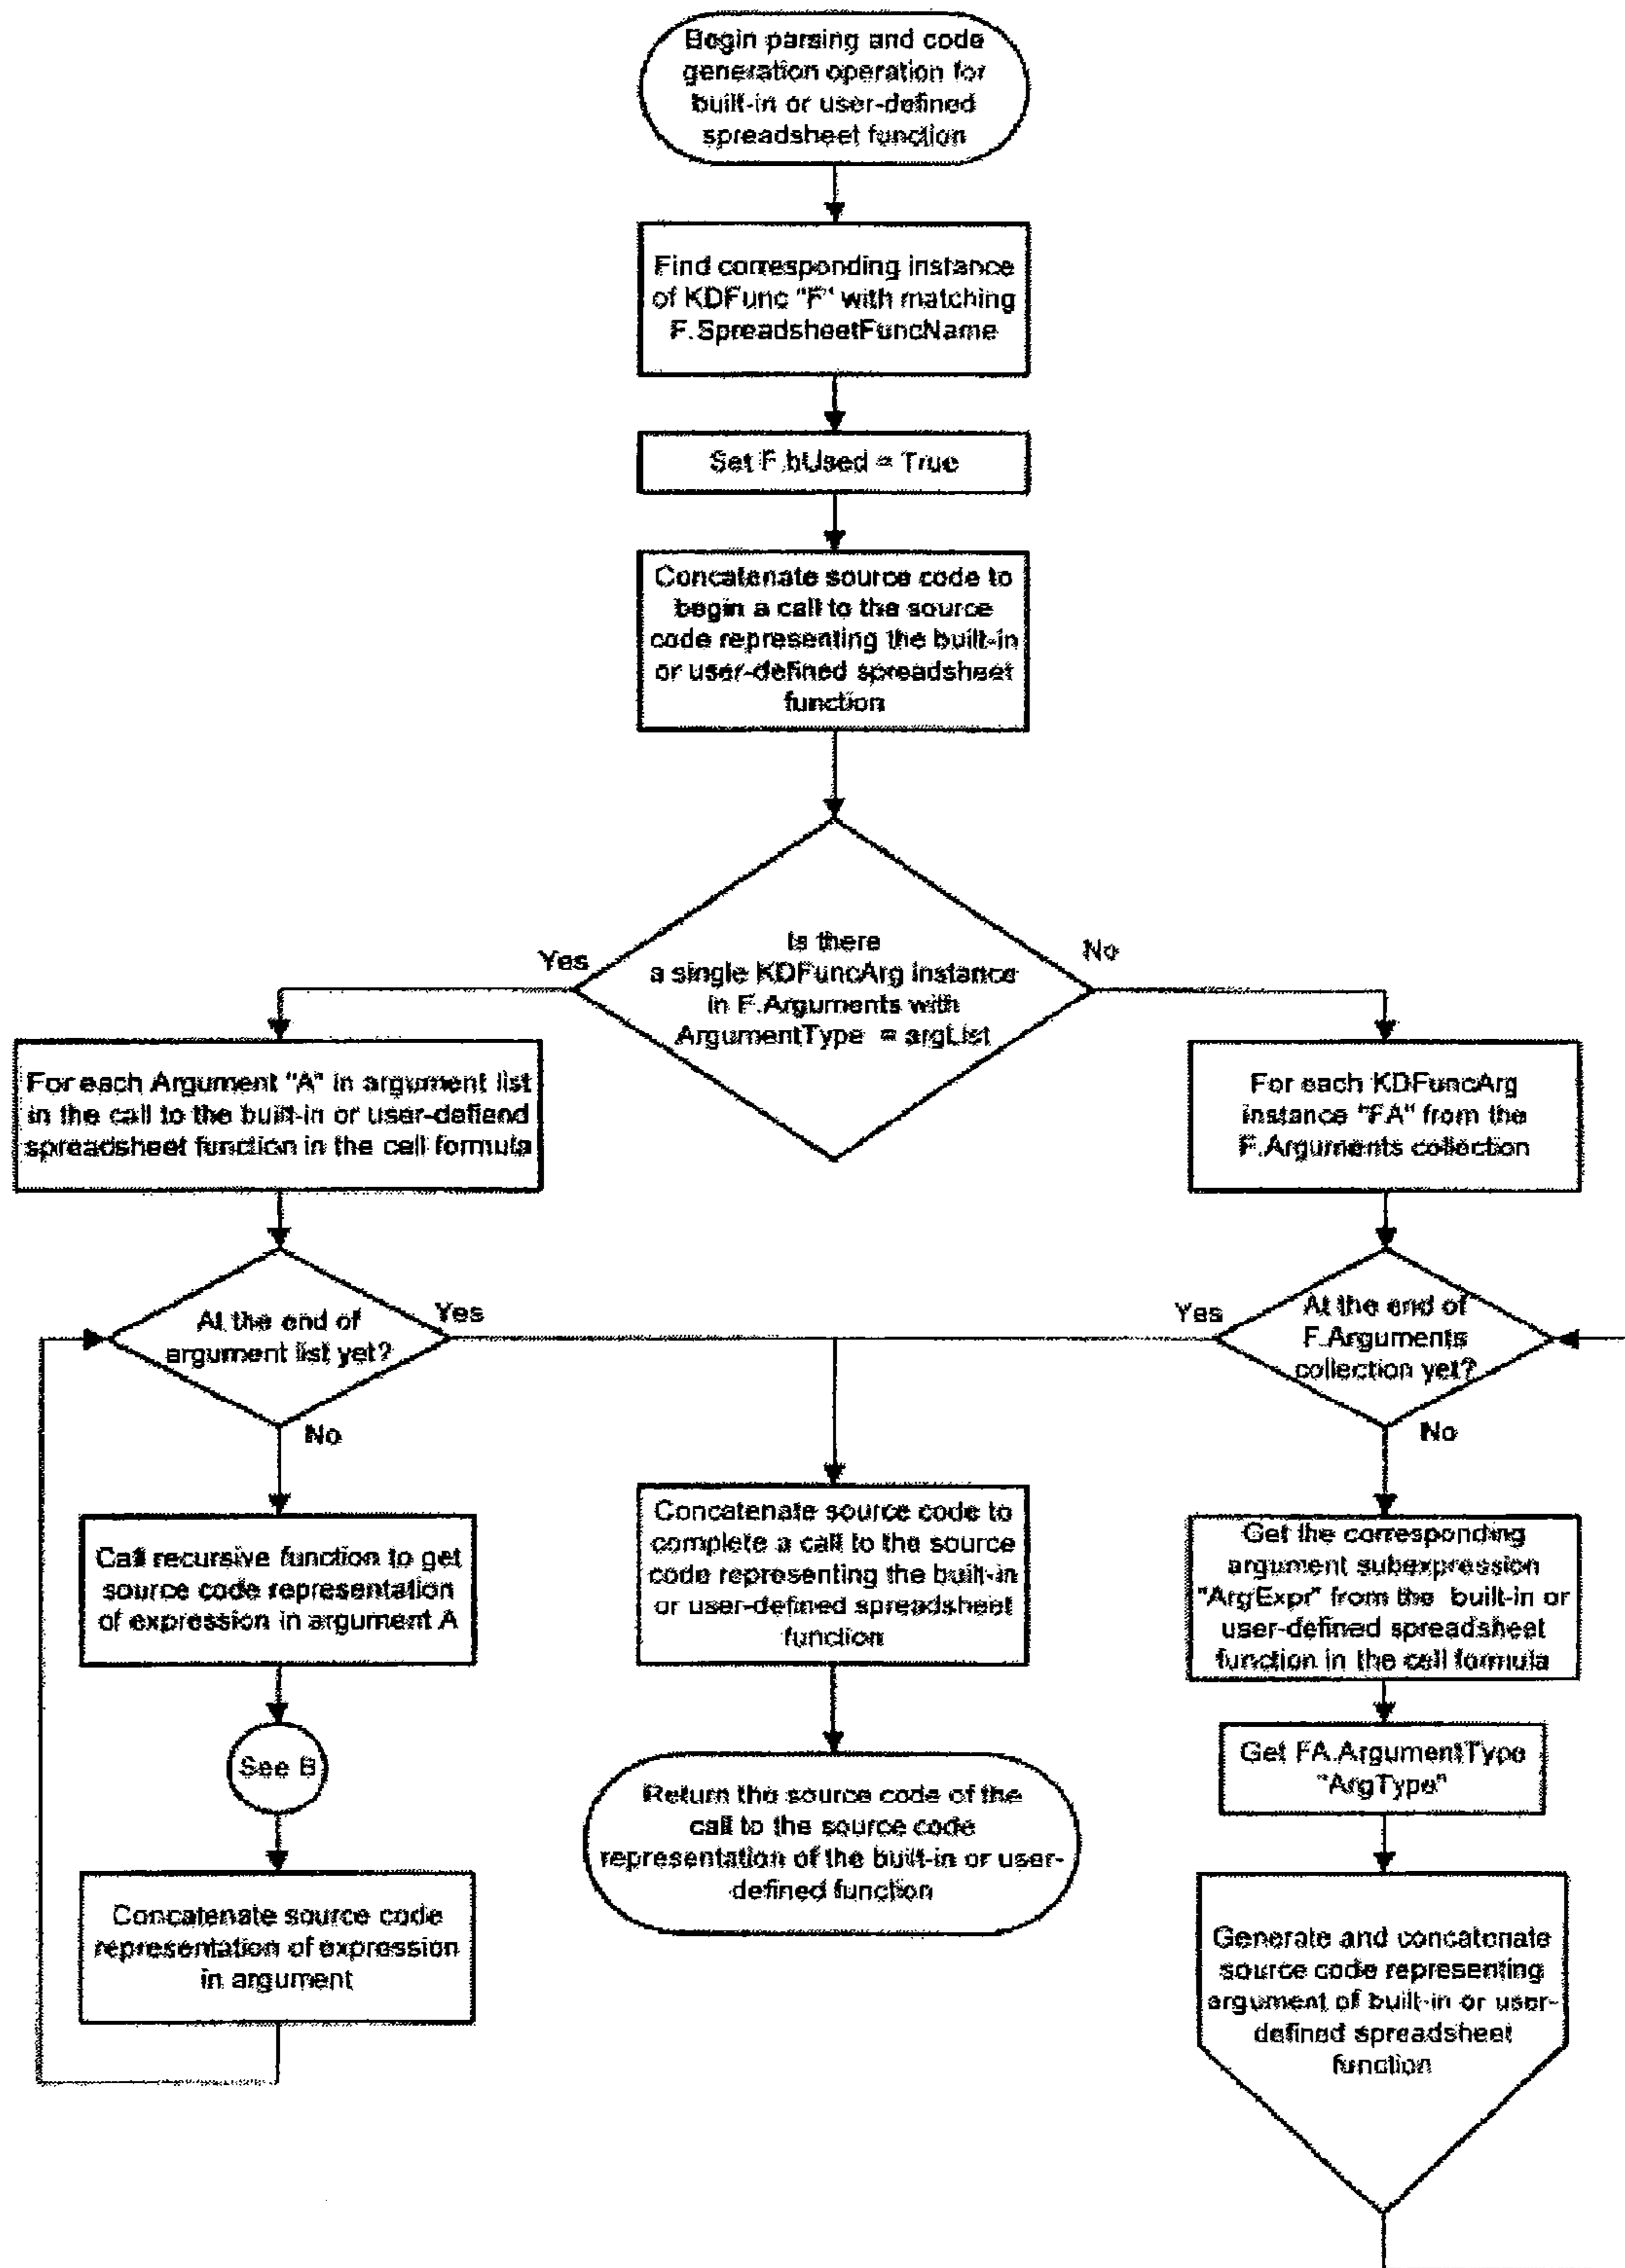 Begin parsing and code
generation operation for
built-in or user-defined
spreadsheet function
Find corresponding instance
of KDFunc "F" with matching
F.SpreadsheetFuncName
Set F.bUsed = True
Concatenate source code to
begin a call to the source
code representing the built-in
or user-defined spreadsheet
function
Is there
a single KDFuncArg instance
in F.Arguments with
ArgumentType = argList
Yes
No
For each Argument "A" in argument list
in the call to the built-in or user-defiend
spreadsheet function in the cell formula
For each KDFuncArg
instance "FA" from the
F.Arguments collection
At the end of
argument list yet?
Yes
No
Yes
At the end of
F.Arguments
collection yet?
No
Call recursive function to get
source code representation
of expression in argument A
See B
Concatenate source code
representation of expression
in argument
Concatenate source code to
complete a call to the source
code representing the built-in
or user-defined spreadsheet
function
Return the source code of the
call to the source code
representation of the built-in or user-
defined function
Get the corresponding
argument subexpression
"ArgExpr" from the built-in or
user-defined spreadsheet
function in the cell formula
Get FA.ArgumentType
"ArgType"
Generate and concatenate
source code representing
argument of built-in or user-
defined spreadsheet
function